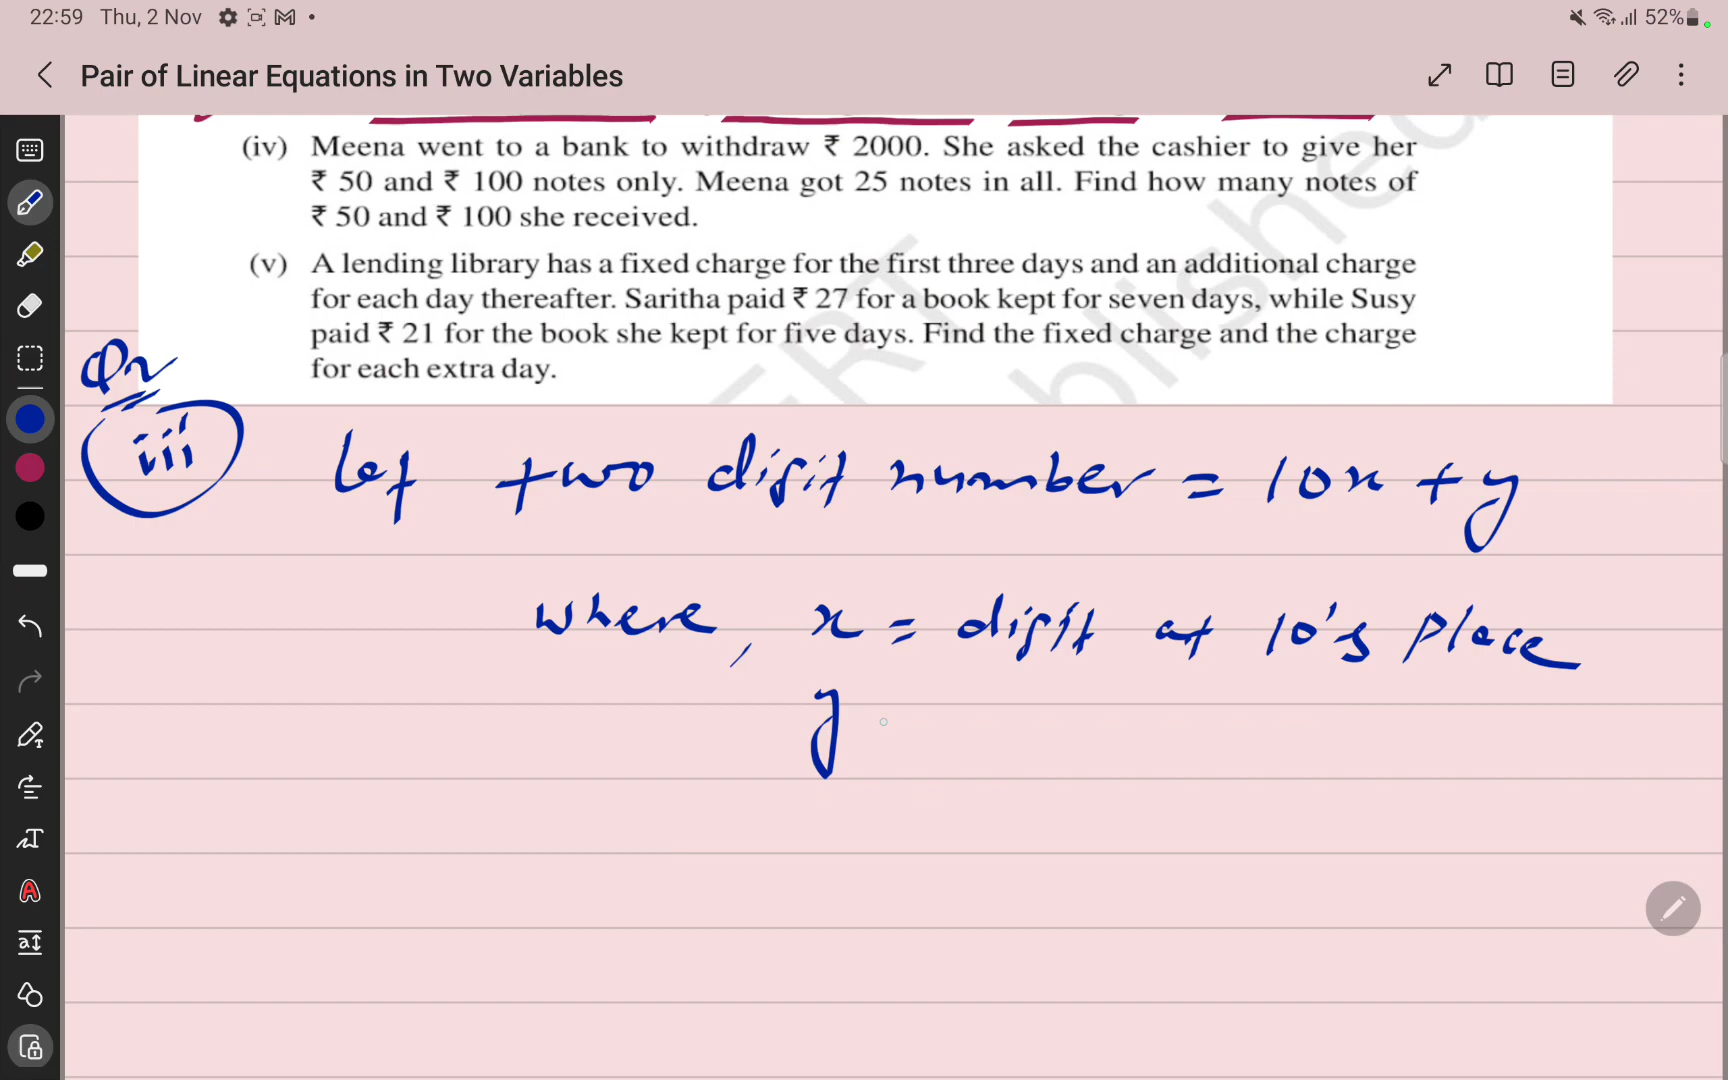 22:59 Thu, 2 Nov
52%
Pair of Linear Equations in Two Variables
(iv) Meena went to a bank to withdraw ₹ 2000. She asked the cashier to give her
₹ 50 and ₹ 100 notes only. Meena got 25 notes in all. Find how many notes of
₹ 50 and ₹ 100 she received.
(v) A lending library has a fixed charge for the first three days and an additional charge
for each day thereafter. Saritha paid ₹ 27 for a book kept for seven days, while Susy
paid ₹ 21 for the book she kept for five days. Find the fixed charge and the charge
for each extra day.
iii Let two digit number = 10x + y
where, x = digit at 10's place
y